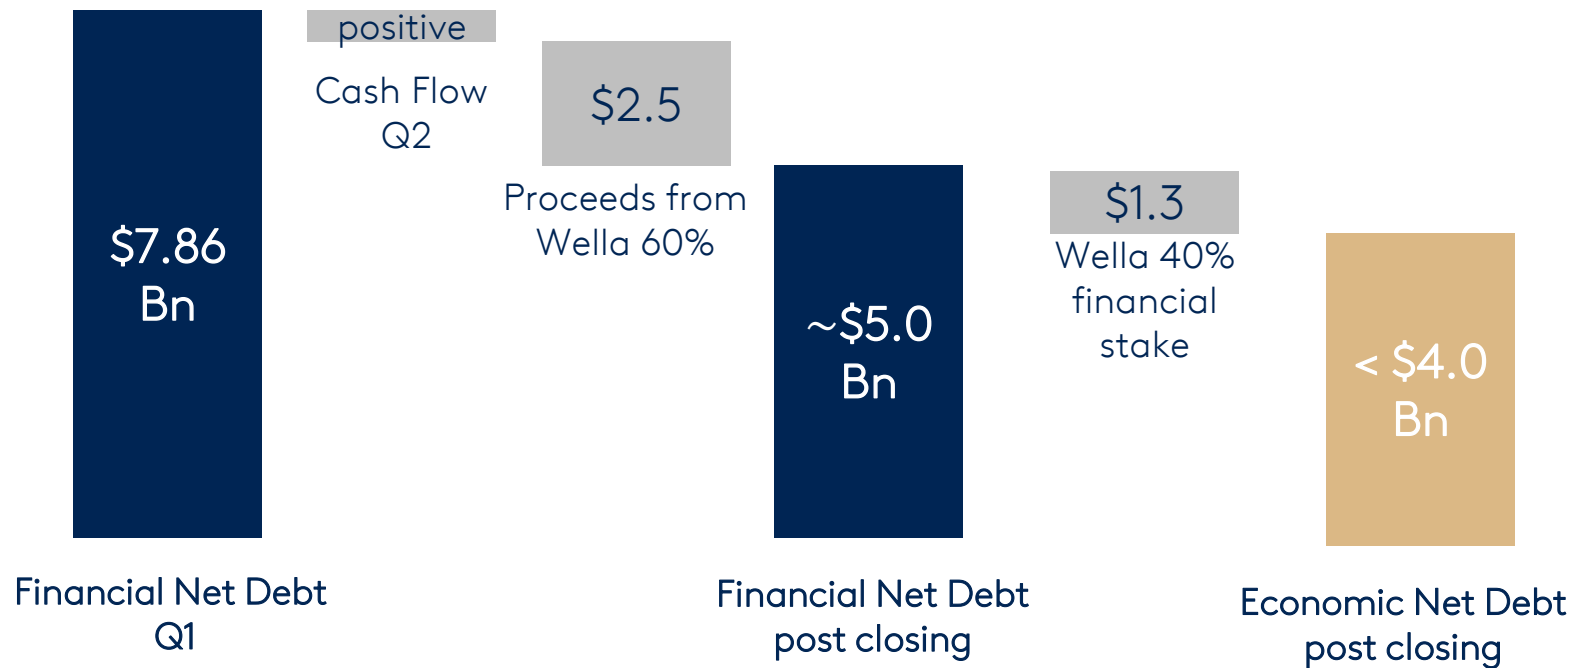 $7.86
Bn
Financial Net Debt
Q1
positive
Cash Flow
Q2
$2.5
Proceeds from
Wella 60%
~$5.0
Bn
Financial Net Debt
post closing
$1.3
Wella 40%
financial
stake
< $4.0
Bn
Economic Net Debt
post closing